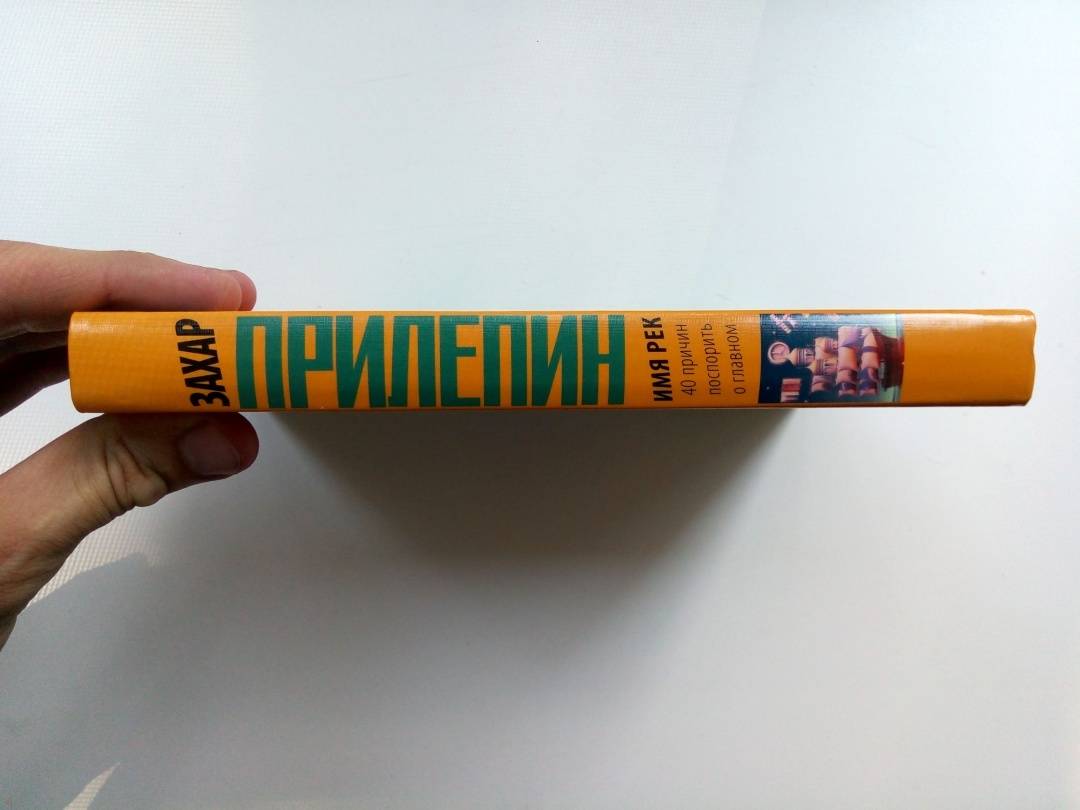 ЗАХАР
ПРИЛЕПИН
ИМЯ РЕК
40 причин
поспорить
о главном